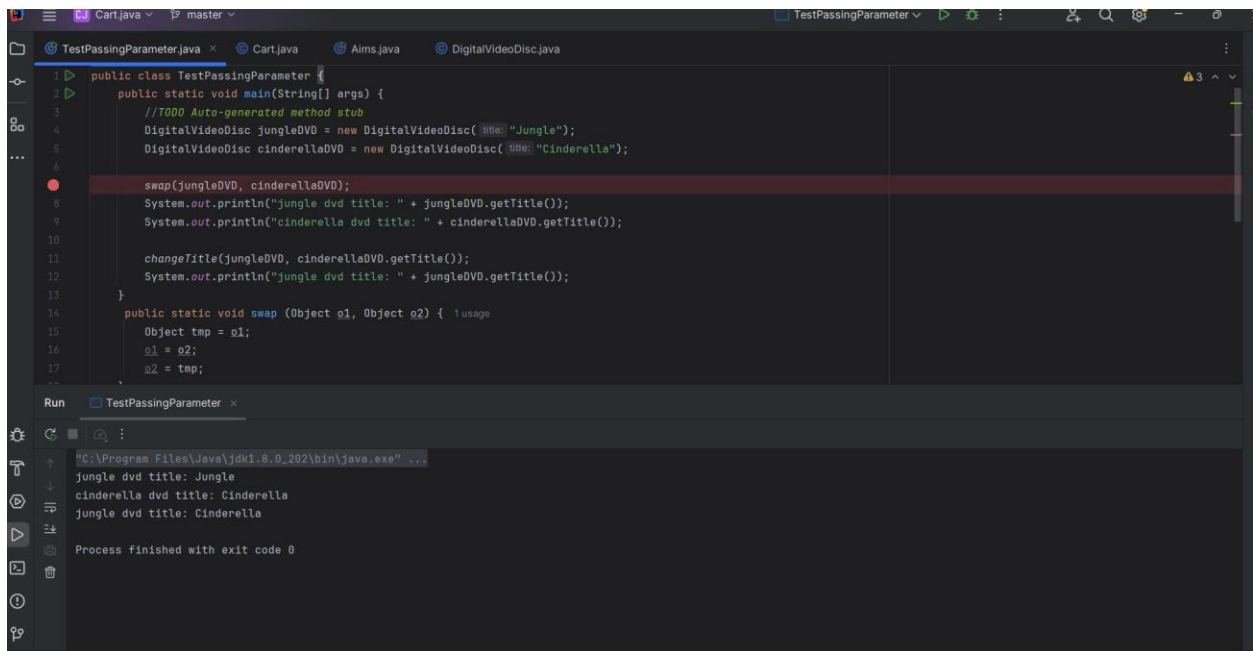 CJ Cart.java master TestPassingParameter
TestPassingParameter.java × Cart.java Aims.java DigitalVideoDisc.java
1 public class TestPassingParameter { 3
2 public static void main(String[] args) {
3 //TODO Auto-generated method stub
4 DigitalVideoDisc jungleDVD = new DigitalVideoDisc( title: "Jungle");
5 DigitalVideoDisc cinderellaDVD = new DigitalVideoDisc( title: "Cinderella");
6
swap(jungleDVD, cinderellaDVD);
8 System.out.println("jungle dvd title: " + jungleDVD.getTitle());
9 System.out.println("cinderella dvd title: " + cinderellaDVD.getTitle());
10
11 changeTitle(jungleDVD, cinderellaDVD.getTitle());
12 System.out.println("jungle dvd title: " + jungleDVD.getTitle());
13 }
14 public static void swap (Object o1, Object o2) { 1 usage
15 Object tmp = o1;
16 o1 = o2;
17 o2 = tmp;
Run TestPassingParameter ×
"C:\Program Files\Java\jdk1.8.0_202\bin\java.exe" ...
jungle dvd title: Jungle
cinderella dvd title: Cinderella
jungle dvd title: Cinderella
Process finished with exit code 0